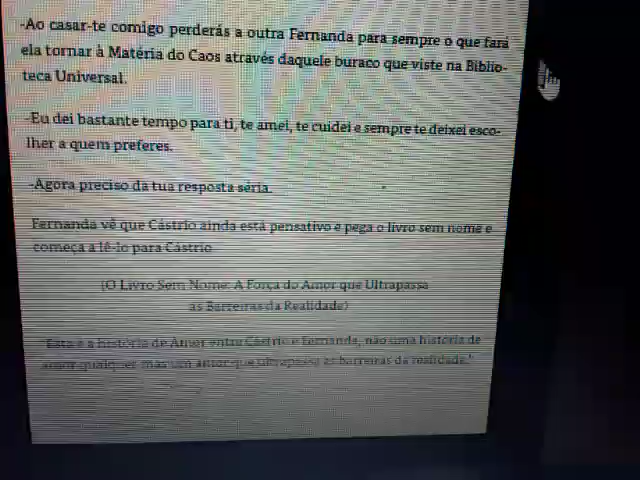 -Ao casar-te comigo perderás a outra Fernanda para sempre o que fará
ela tornar à Matéria do Caos através daquele buraco que viste na Biblio-
teca Universal.
-Eu dei bastante tempo para ti, te amei, te cuidei e sempre te deixei esco-
lher a quem preferes.
-Agora preciso da tua resposta séria.
Fernanda vê que Cástrio ainda está pensativo e pega o livro sem nome e
começa a lê-lo para Cástrio
(O Livro Sem Nome: A Força do Amor que Ultrapassa
as Barreiras da Realidade)
"Esta é a história de Amor entre Cástrio e Fernanda, não uma história de
amor qualquer mas um amor que ultrapassa as barreiras da realidade."